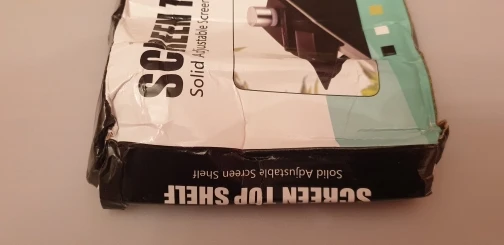 SCREEN T
Solid Adjustable Screen
SCREEN TOP SHELF
Solid Adjustable Screen Shelf